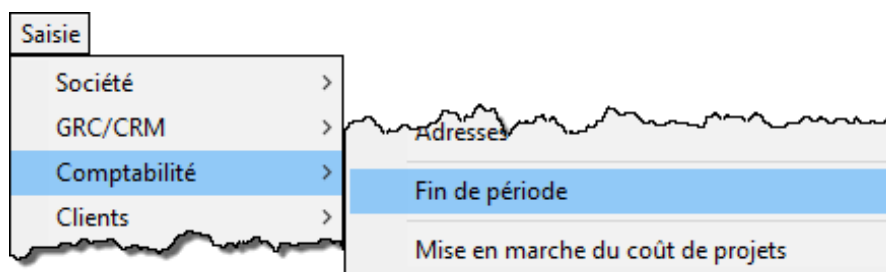 Saisie
Société
GRC/CRM
Comptabilité
Clients
Adresses
Fin de période
Mise en marche du coût de projets